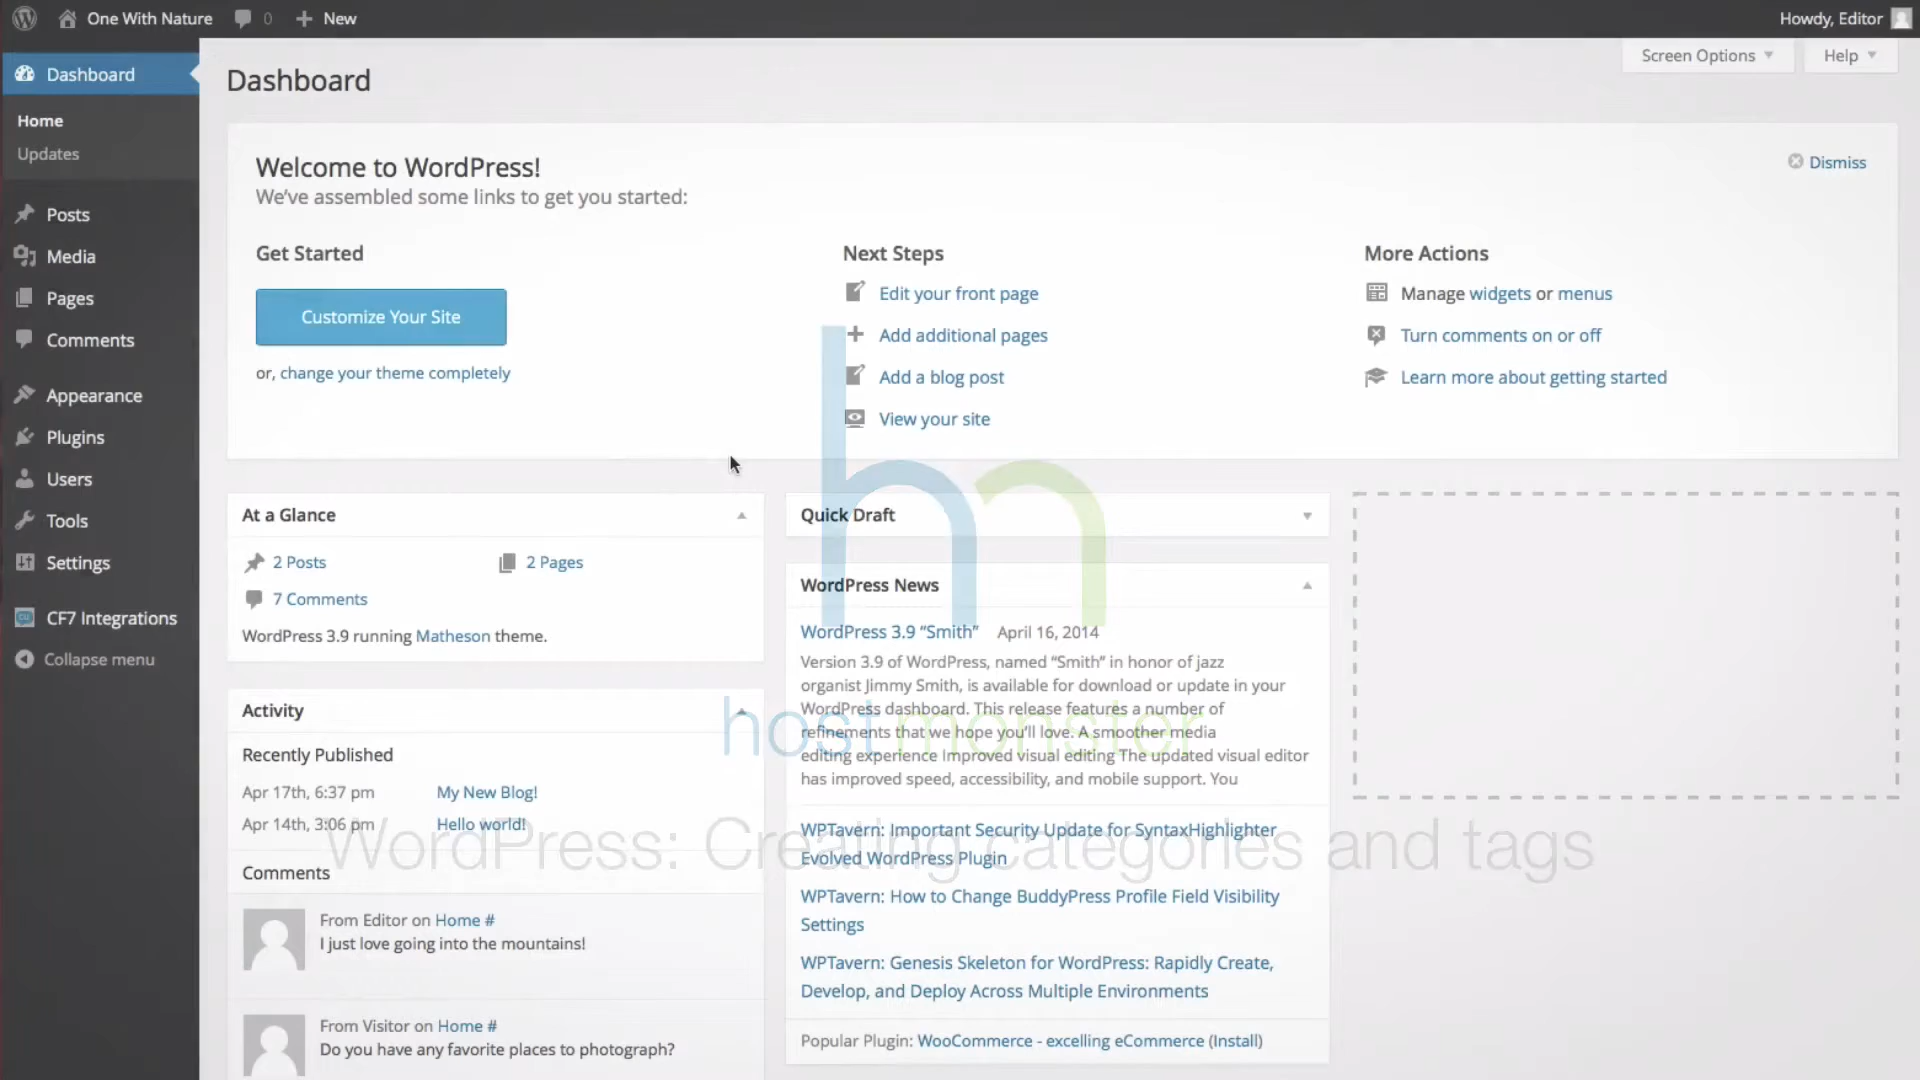 One With Nature 0 New Howdy, Editor
Screen Options Help
Dashboard
Home
Updates
Posts
Media
Pages
Comments
Appearance
Plugins
Users
Tools
Settings
CF7 Integrations
Collapse menu
Dashboard
Welcome to WordPress!
We've assembled some links to get you started:
Dismiss
Get Started
Customize Your Site
or, change your theme completely
Next Steps
Edit your front page
Add additional pages
Add a blog post
View your site
More Actions
Manage widgets or menus
Turn comments on or off
Learn more about getting started
At a Glance
2 Posts 2 Pages
7 Comments
WordPress 3.9 running Matheson theme.
Activity
Recently Published
Apr 17th, 6:37 pm My New Blog!
Apr 14th, 3:06 pm Hello world!
Comments
From Editor on Home #
I just love going into the mountains!
From Visitor on Home #
Do you have any favorite places to photograph?
Quick Draft
WordPress News
WordPress 3.9 “Smith” April 16, 2014
Version 3.9 of WordPress, named “Smith” in honor of jazz
organist Jimmy Smith, is available for download or update in your
WordPress dashboard. This release features a number of
refinements that we hope you'll love. A smoother media
editing experience Improved visual editing The updated visual editor
has improved speed, accessibility, and mobile support. You
WPTavern: Important Security Update for SyntaxHighlighter
Evolved WordPress Plugin
WPTavern: How to Change BuddyPress Profile Field Visibility
Settings
WPTavern: Genesis Skeleton for WordPress: Rapidly Create,
Develop, and Deploy Across Multiple Environments
Popular Plugin: WooCommerce - excelling eCommerce (Install)
hm
hostmonster
WordPress: Creating categories and tags